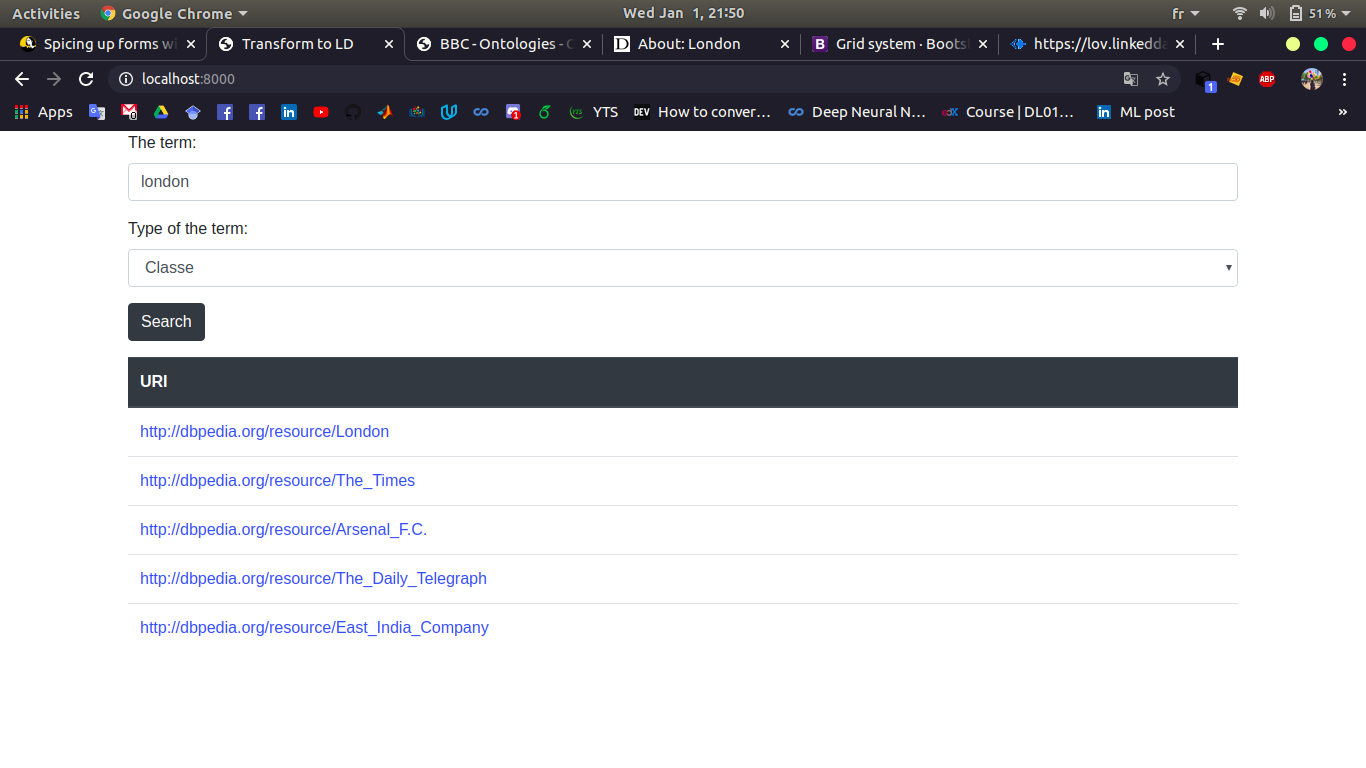 Activities Google Chrome Wed Jan 1, 21:50 fr 51%
Spicing up forms wi Transform to LD BBC - Ontologies - About: London Grid system · Boots https://lov.linkedda
localhost:8000 1 ABP
Apps 0 1 YTS DEV How to conver... Deep Neural N... Course | DL01... ML post »
The term:
london
Type of the term:
Classe
Search
URI
http://dbpedia.org/resource/London
http://dbpedia.org/resource/The_Times
http://dbpedia.org/resource/Arsenal_F.C.
http://dbpedia.org/resource/The_Daily_Telegraph
http://dbpedia.org/resource/East_India_Company